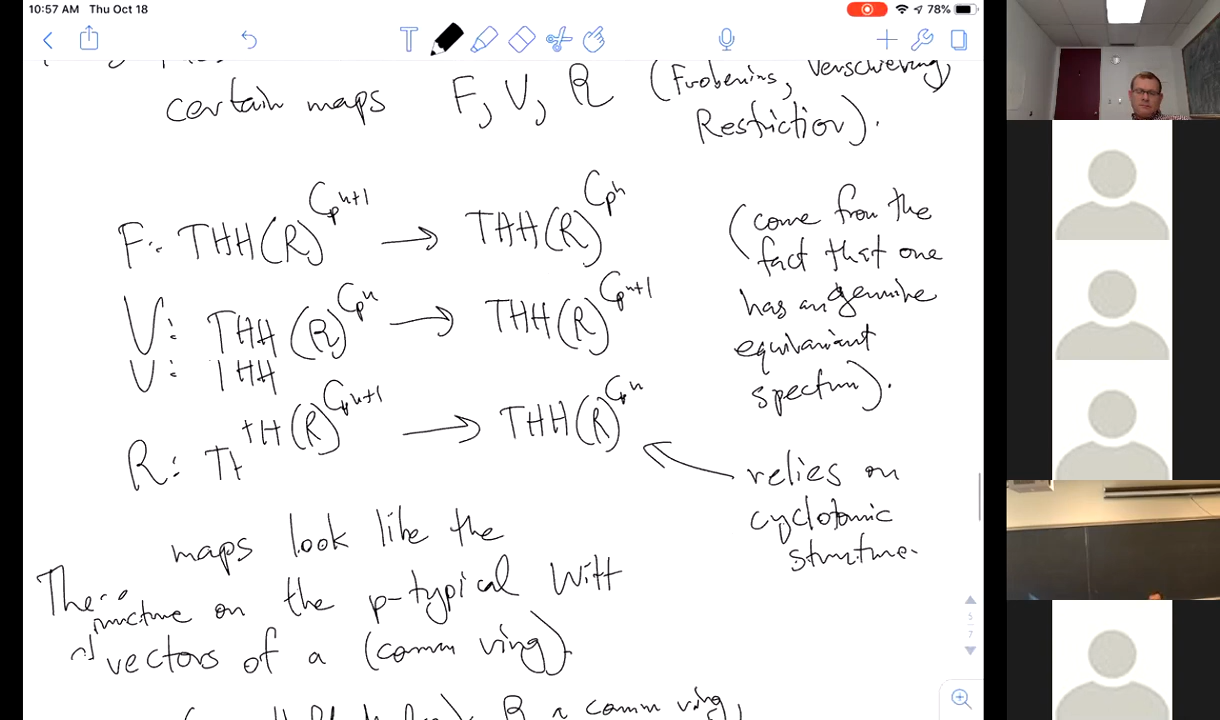 10:57 AM Thu Oct 18
78%
certain maps F, V, R (Frobenius, Verschiebung,
Restriction).
F: THH(R)^{C_{p^{n+1}}} → THH(R)^{C_{p^n}}
(come from the
fact that one
has a genuine
equivariant
spectrum).
V: THH(R)^{C_{p^n}} → THH(R)^{C_{p^{n+1}}}
V: THH
R: THH(R)^{C_{p^{n+1}}} → THH(R)^{C_{p^n}}
relies on
cyclotomic
structure.
maps look like the
The
structure on the p-typical Witt
vectors of a (comm ring).
R a comm ring,